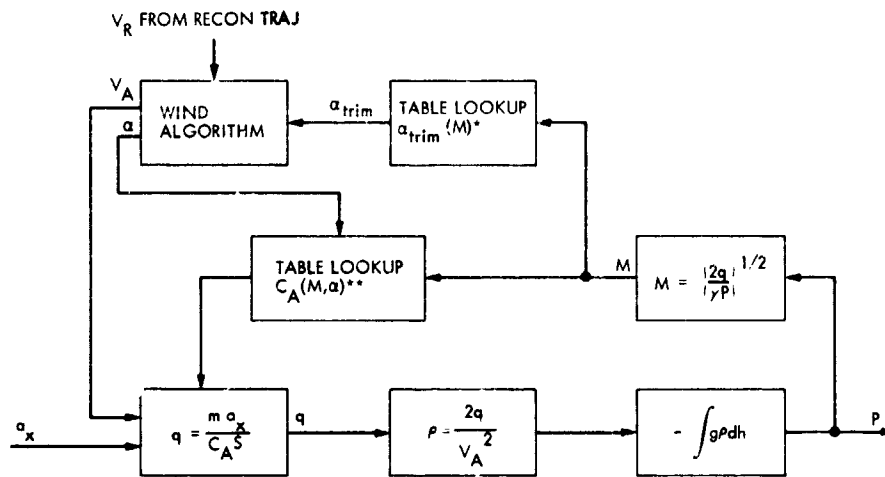 V_R FROM RECON TRAJ
V_A
α
WIND
ALGORITHM
α_trim
TABLE LOOKUP
α_trim (M)*
TABLE LOOKUP
C_A(M,α)**
M
M = (2q/γP)^1/2
a_x
q = m a_x / C_A S
q
ρ = 2q / V_A^2
- ∫gρdh
P